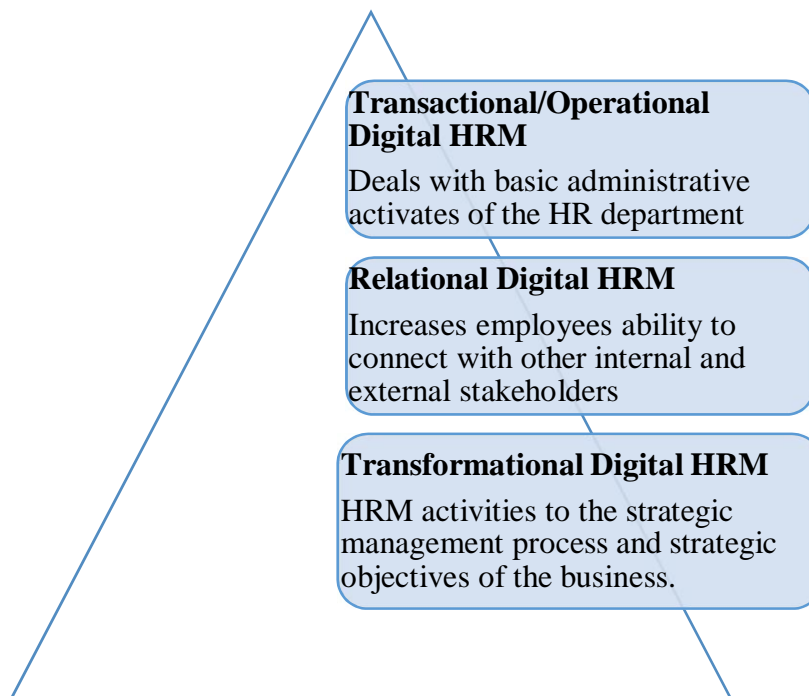 Transactional/Operational
Digital HRM
Deals with basic administrative
activates of the HR department
Relational Digital HRM
Increases employees ability to
connect with other internal and
external stakeholders
Transformational Digital HRM
HRM activities to the strategic
management process and strategic
objectives of the business.